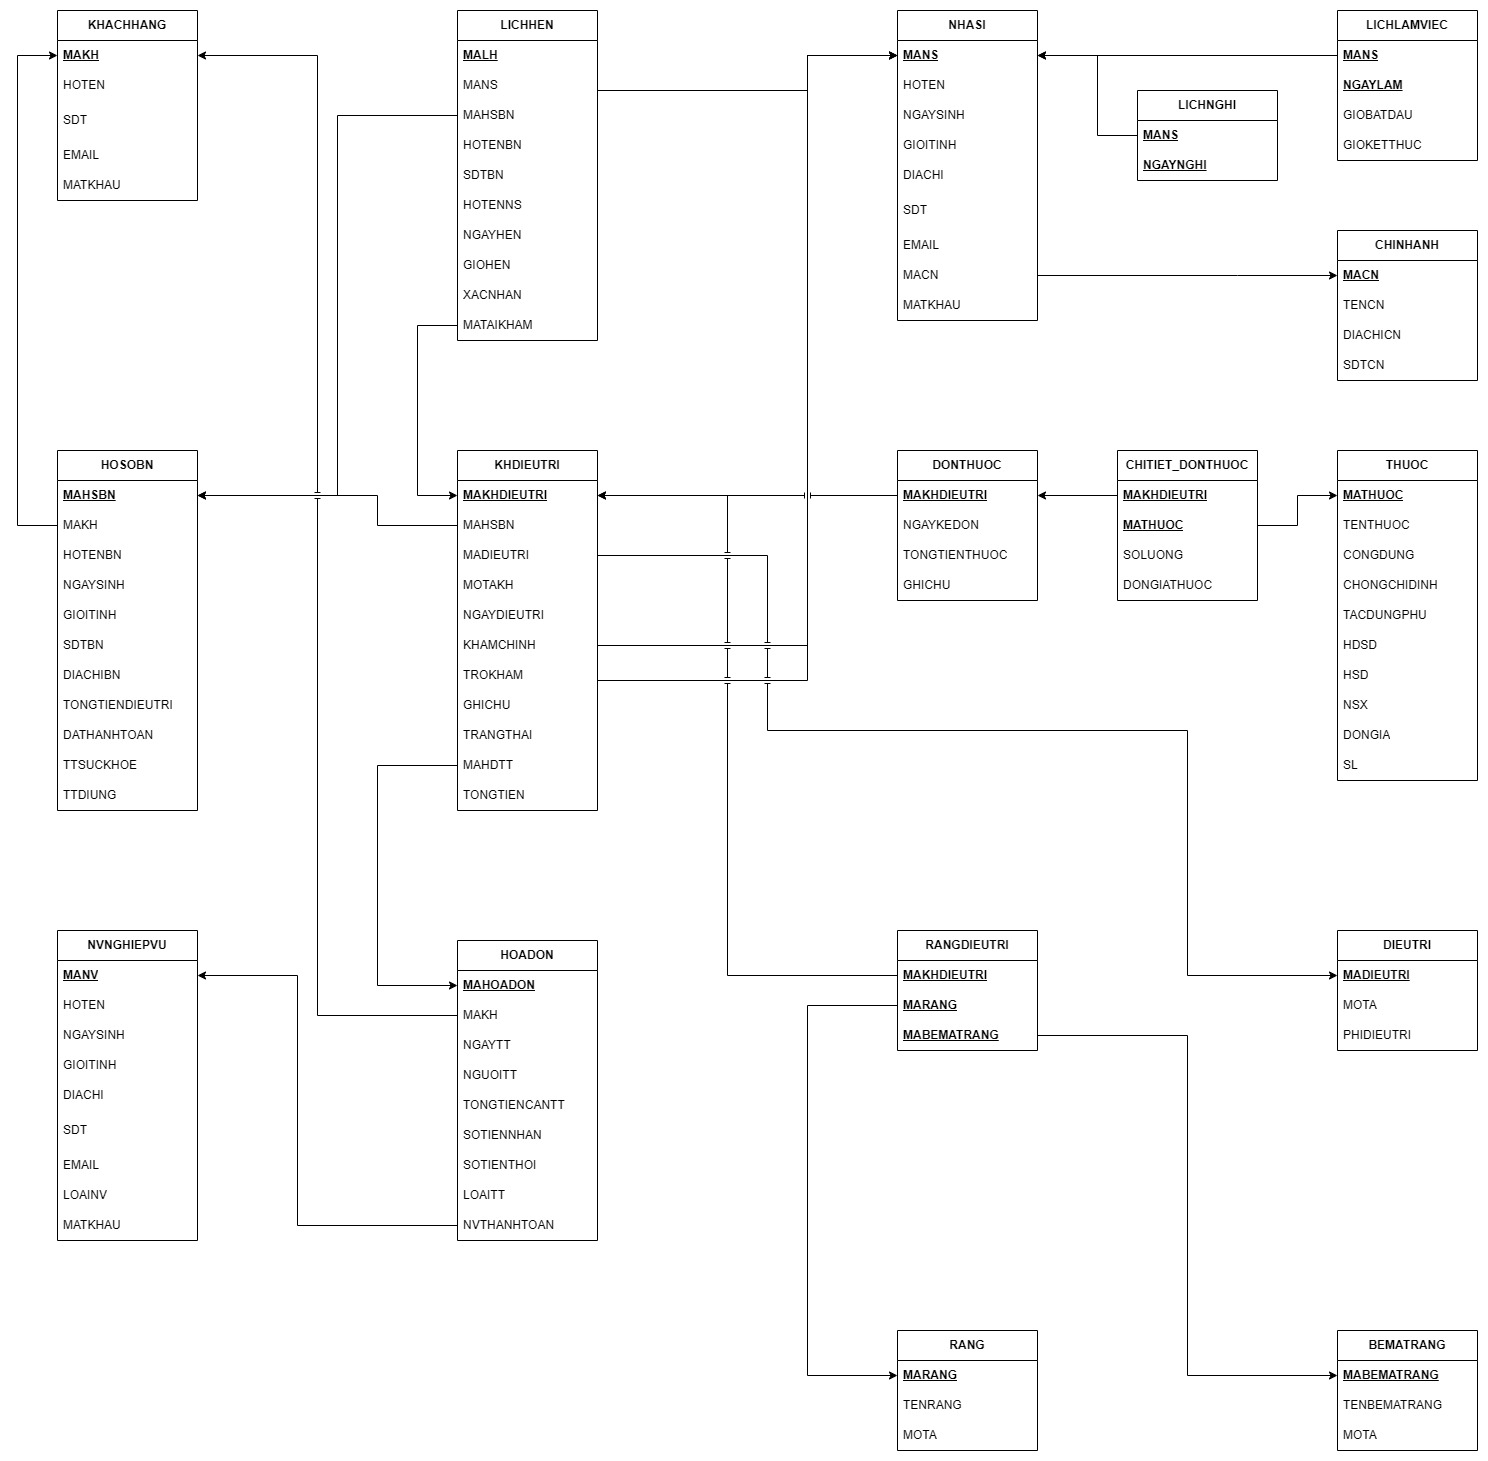 KHACHHANG
MAKH
HOTEN
SDT
EMAIL
MATKHAU
LICHHEN
MALH
MANS
MAHSBN
HOTENBN
SDTBN
HOTENNS
NGAYHEN
GIOHEN
XACNHAN
MATAIKHAM
NHASI
MANS
HOTEN
NGAYSINH
GIOITINH
DIACHI
SDT
EMAIL
MACN
MATKHAU
LICHLAMVIEC
MANS
NGAYLAM
GIOBATDAU
GIOKETTHUC
LICHNGHI
MANS
NGAYNGHI
CHINHANH
MACN
TENCN
DIACHICN
SDTCN
HOSOBN
MAHSBN
MAKH
HOTENBN
NGAYSINH
GIOITINH
SDTBN
DIACHIBN
TONGTIENDIEUTRI
DATHANHTOAN
TTSUCKHOE
TTDIUNG
KHDIEUTRI
MAKHDIEUTRI
MAHSBN
MADIEUTRI
MOTAKH
NGAYDIEUTRI
KHAMCHINH
TROKHAM
GHICHU
TRANGTHAI
MAHDTT
TONGTIEN
DONTHUOC
MAKHDIEUTRI
NGAYKEDON
TONGTIENTHUOC
GHICHU
CHITIET_DONTHUOC
MAKHDIEUTRI
MATHUOC
SOLUONG
DONGIATHUOC
THUOC
MATHUOC
TENTHUOC
CONGDUNG
CHONGCHIDINH
TACDUNGPHU
HDSD
HSD
NSX
DONGIA
SL
NVNGHIEPVU
MANV
HOTEN
NGAYSINH
GIOITINH
DIACHI
SDT
EMAIL
LOAINV
MATKHAU
HOADON
MAHOADON
MAKH
NGAYTT
NGUOITT
TONGTIENCANTT
SOTIENNHAN
SOTIENTHOI
LOAITT
NVTHANHTOAN
RANGDIEUTRI
MAKHDIEUTRI
MARANG
MABEMATRANG
DIEUTRI
MADIEUTRI
MOTA
PHIDIEUTRI
RANG
MARANG
TENRANG
MOTA
BEMATRANG
MABEMATRANG
TENBEMATRANG
MOTA